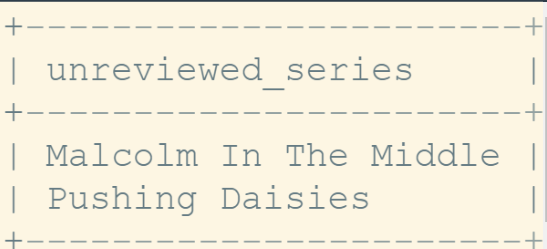 +----------------------+
| unreviewed_series    |
+----------------------+
| Malcolm In The Middle |
| Pushing Daisies      |
+----------------------+